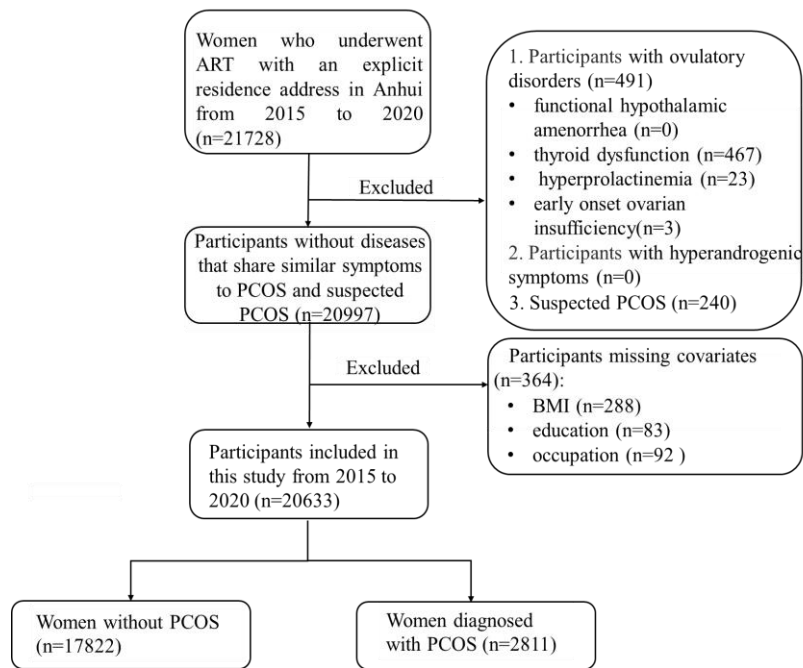 Women who underwent
ART with an explicit
residence address in Anhui
from 2015 to 2020
(n=21728)
Excluded
1. Participants with ovulatory
disorders (n=491)
• functional hypothalamic
amenorrhea (n=0)
• thyroid dysfunction (n=467)
• hyperprolactinemia (n=23)
• early onset ovarian
insufficiency(n=3)
2. Participants with hyperandrogenic
symptoms (n=0)
3. Suspected PCOS (n=240)
Participants without diseases
that share similar symptoms
to PCOS and suspected
PCOS (n=20997)
Excluded
Participants missing covariates
(n=364):
• BMI (n=288)
• education (n=83)
• occupation (n=92 )
Participants included in
this study from 2015 to
2020 (n=20633)
Women without PCOS
(n=17822)
Women diagnosed
with PCOS (n=2811)